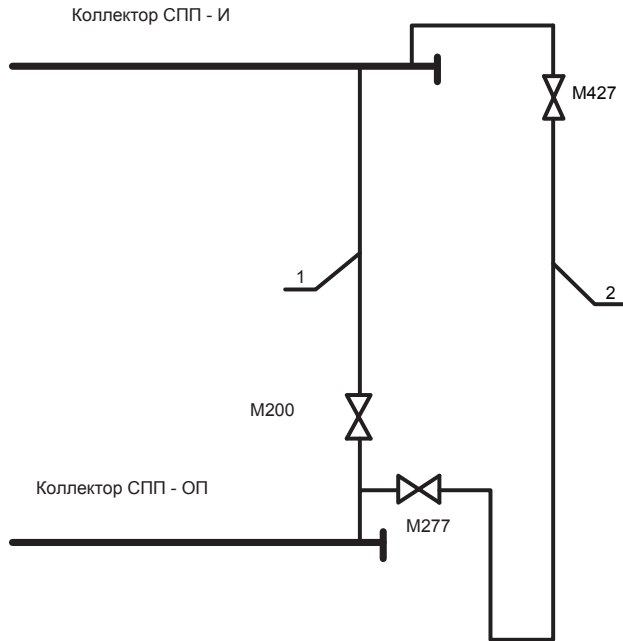 Коллектор СПП - И
М427
1
2
М200
Коллектор СПП - ОП
М277